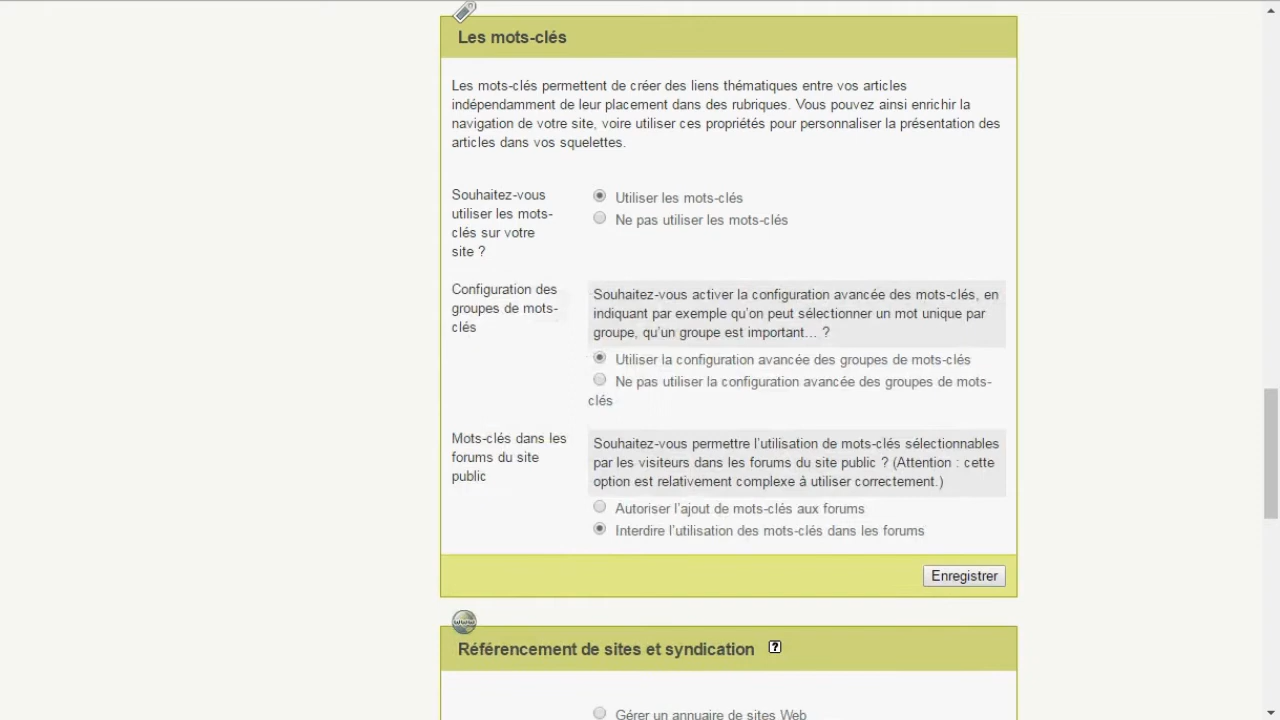 Les mots-clés
Les mots-clés permettent de créer des liens thématiques entre vos articles
indépendamment de leur placement dans des rubriques. Vous pouvez ainsi enrichir la
navigation de votre site, voire utiliser ces propriétés pour personnaliser la présentation des
articles dans vos squelettes.
Souhaitez-vous
utiliser les mots-
clés sur votre
site ?
Utiliser les mots-clés
Ne pas utiliser les mots-clés
Configuration des
groupes de mots-
clés
Souhaitez-vous activer la configuration avancée des mots-clés, en
indiquant par exemple qu’on peut sélectionner un mot unique par
groupe, qu’un groupe est important... ?
Utiliser la configuration avancée des groupes de mots-clés
Ne pas utiliser la configuration avancée des groupes de mots-
clés
Mots-clés dans les
forums du site
public
Souhaitez-vous permettre l’utilisation de mots-clés sélectionnables
par les visiteurs dans les forums du site public ? (Attention : cette
option est relativement complexe à utiliser correctement.)
Autoriser l’ajout de mots-clés aux forums
Interdire l’utilisation des mots-clés dans les forums
Enregistrer
www
Référencement de sites et syndication ?
Gérer un annuaire de sites Web